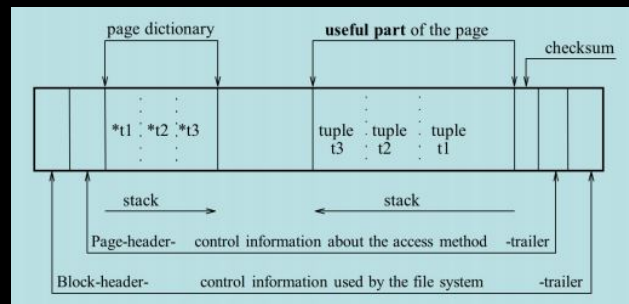 page dictionary
useful part of the page
checksum
*t1 *t2 *t3
tuple tuple tuple
t3 t2 t1
stack stack
Page-header- control information about the access method -trailer
Block-header- control information used by the file system -trailer